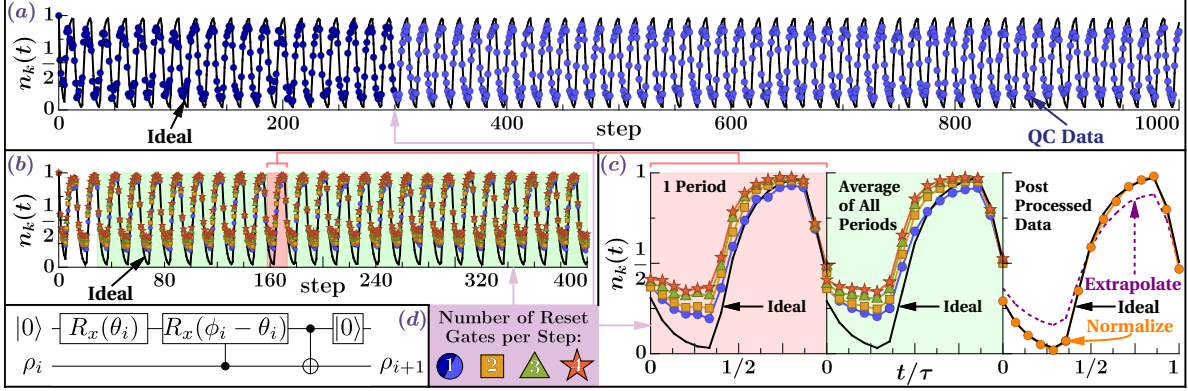 (a)
n_k(t)
1
1/2
0
Ideal
QC Data
0 200 400 600 800 1000
step
(b)
n_k(t)
1
1/2
0
Ideal
0 80 160 240 320 400
step
(c)
n_k(t)
1
1/2
0
1 Period
Ideal
Average
of All
Periods
Ideal
Post
Processed
Data
Extrapolate
Ideal
Normalize
0 1/2 0 1/2 0 1/2 1
t/τ
(d)
|0⟩ R_x(θ_i) R_x(ϕ_i − θ_i) |0⟩
ρ_i ρ_{i+1}
Number of Reset
Gates per Step:
1 2 3 4